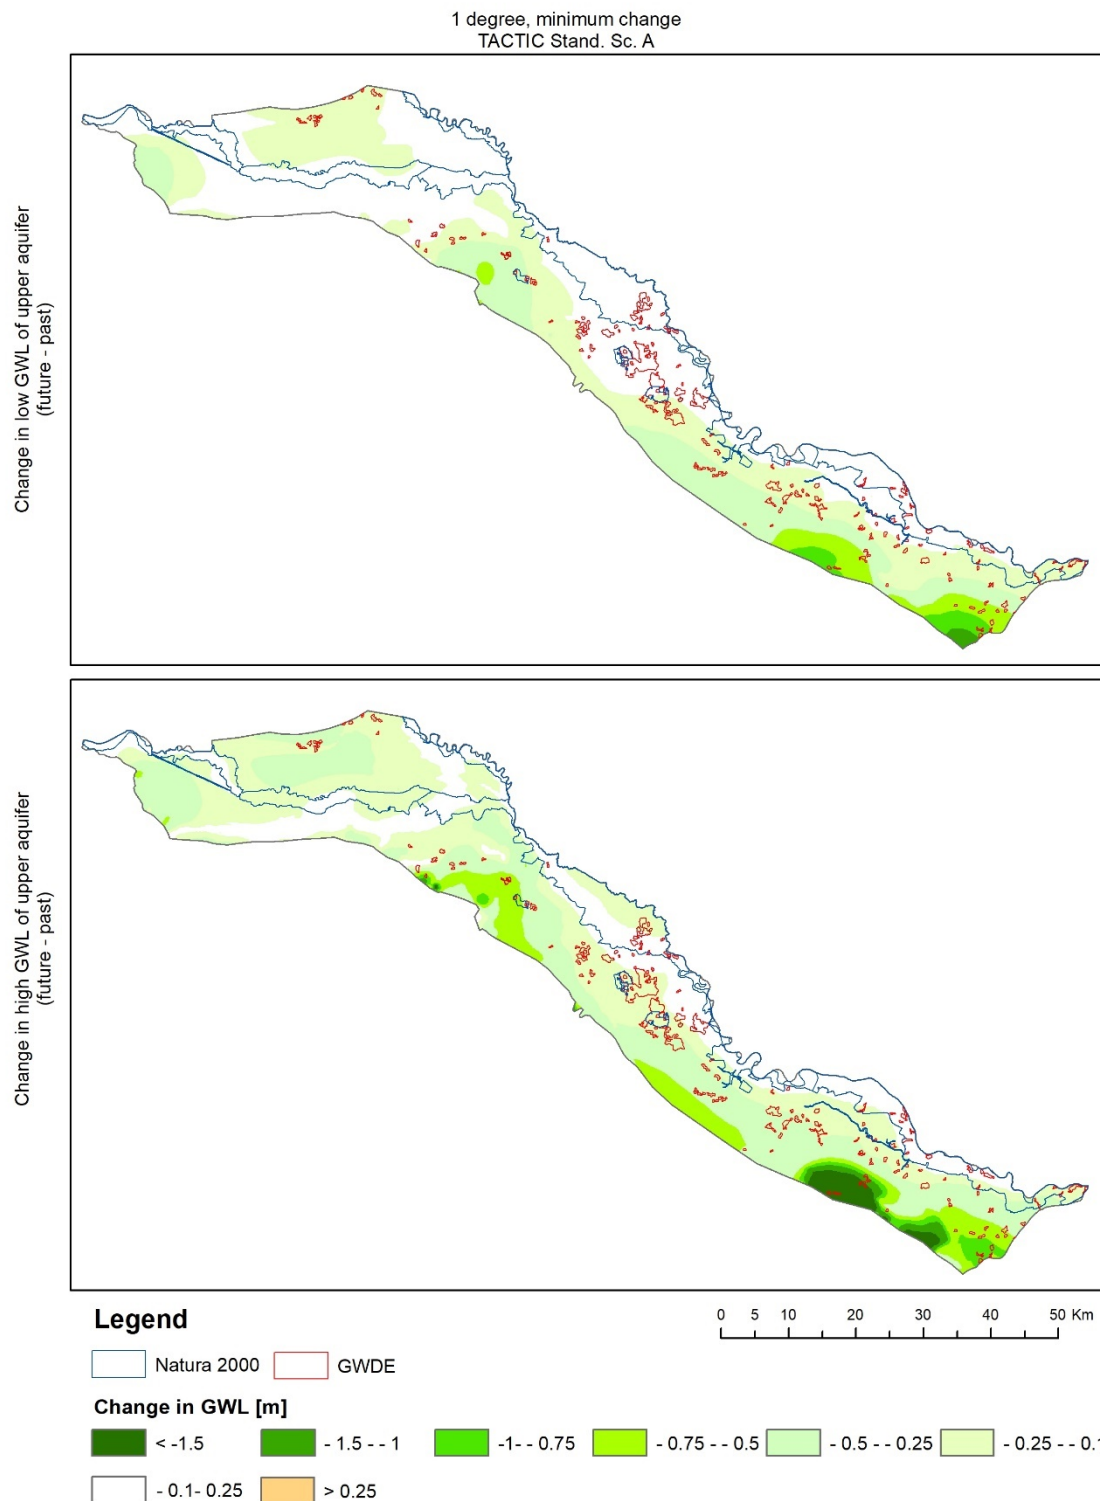 1 degree, minimum change
TACTIC Stand. Sc. A
Change in low GWL of upper aquifer
(future - past)
Change in high GWL of upper aquifer
(future - past)
Legend
0 5 10 20 30 40 50 Km
Natura 2000 GWDE
Change in GWL [m]
< -1.5 - 1.5 - - 1 -1- - 0.75 - 0.75 - - 0.5 - 0.5 - - 0.25 - 0.25 - - 0.1
- 0.1- 0.25 > 0.25